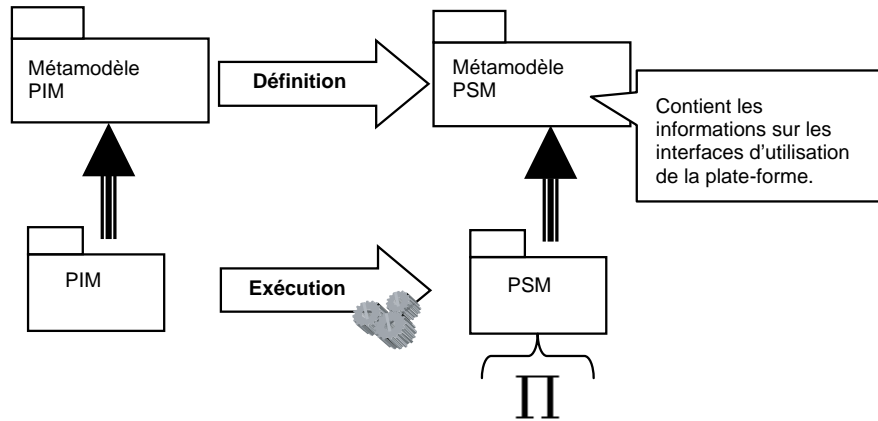 Métamodèle
PIM
Définition
Métamodèle
PSM
Contient les
informations sur les
interfaces d'utilisation
de la plate-forme.
PIM
Exécution
PSM
Π